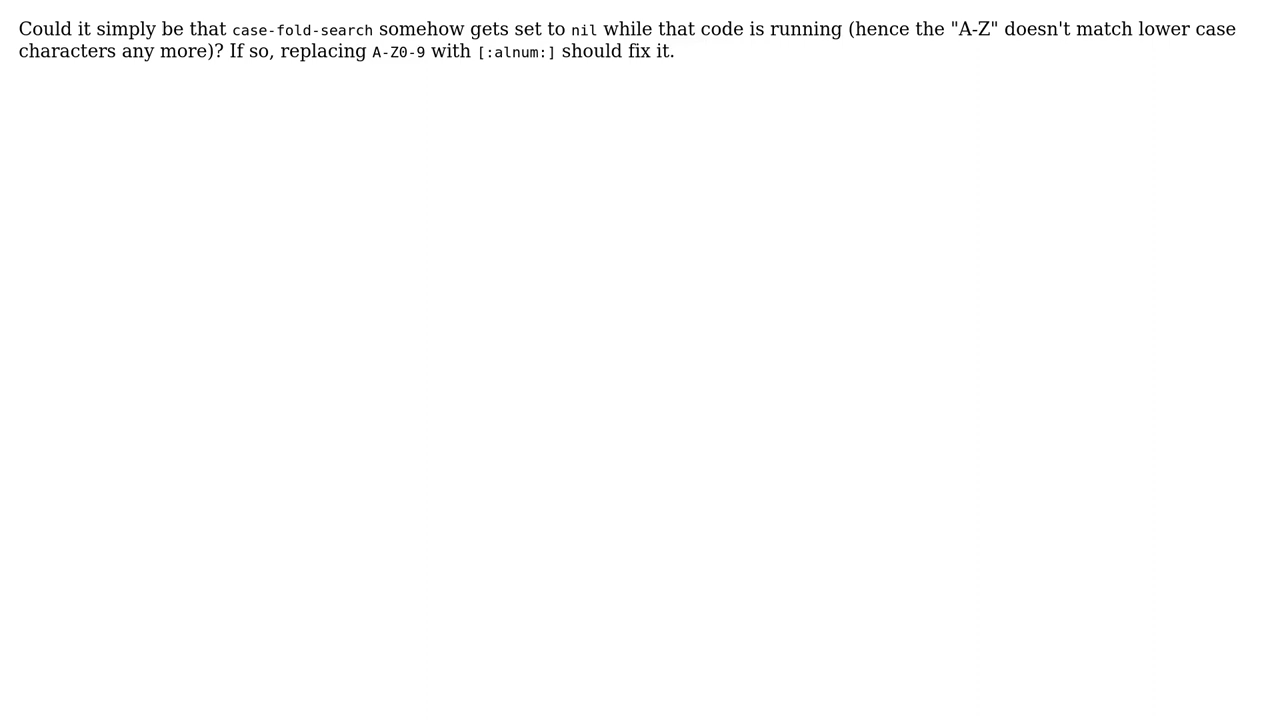 Could it simply be that case-fold-search somehow gets set to nil while that code is running (hence the "A-Z" doesn't match lower case
characters any more)? If so, replacing A-Z0-9 with [:alnum:] should fix it.